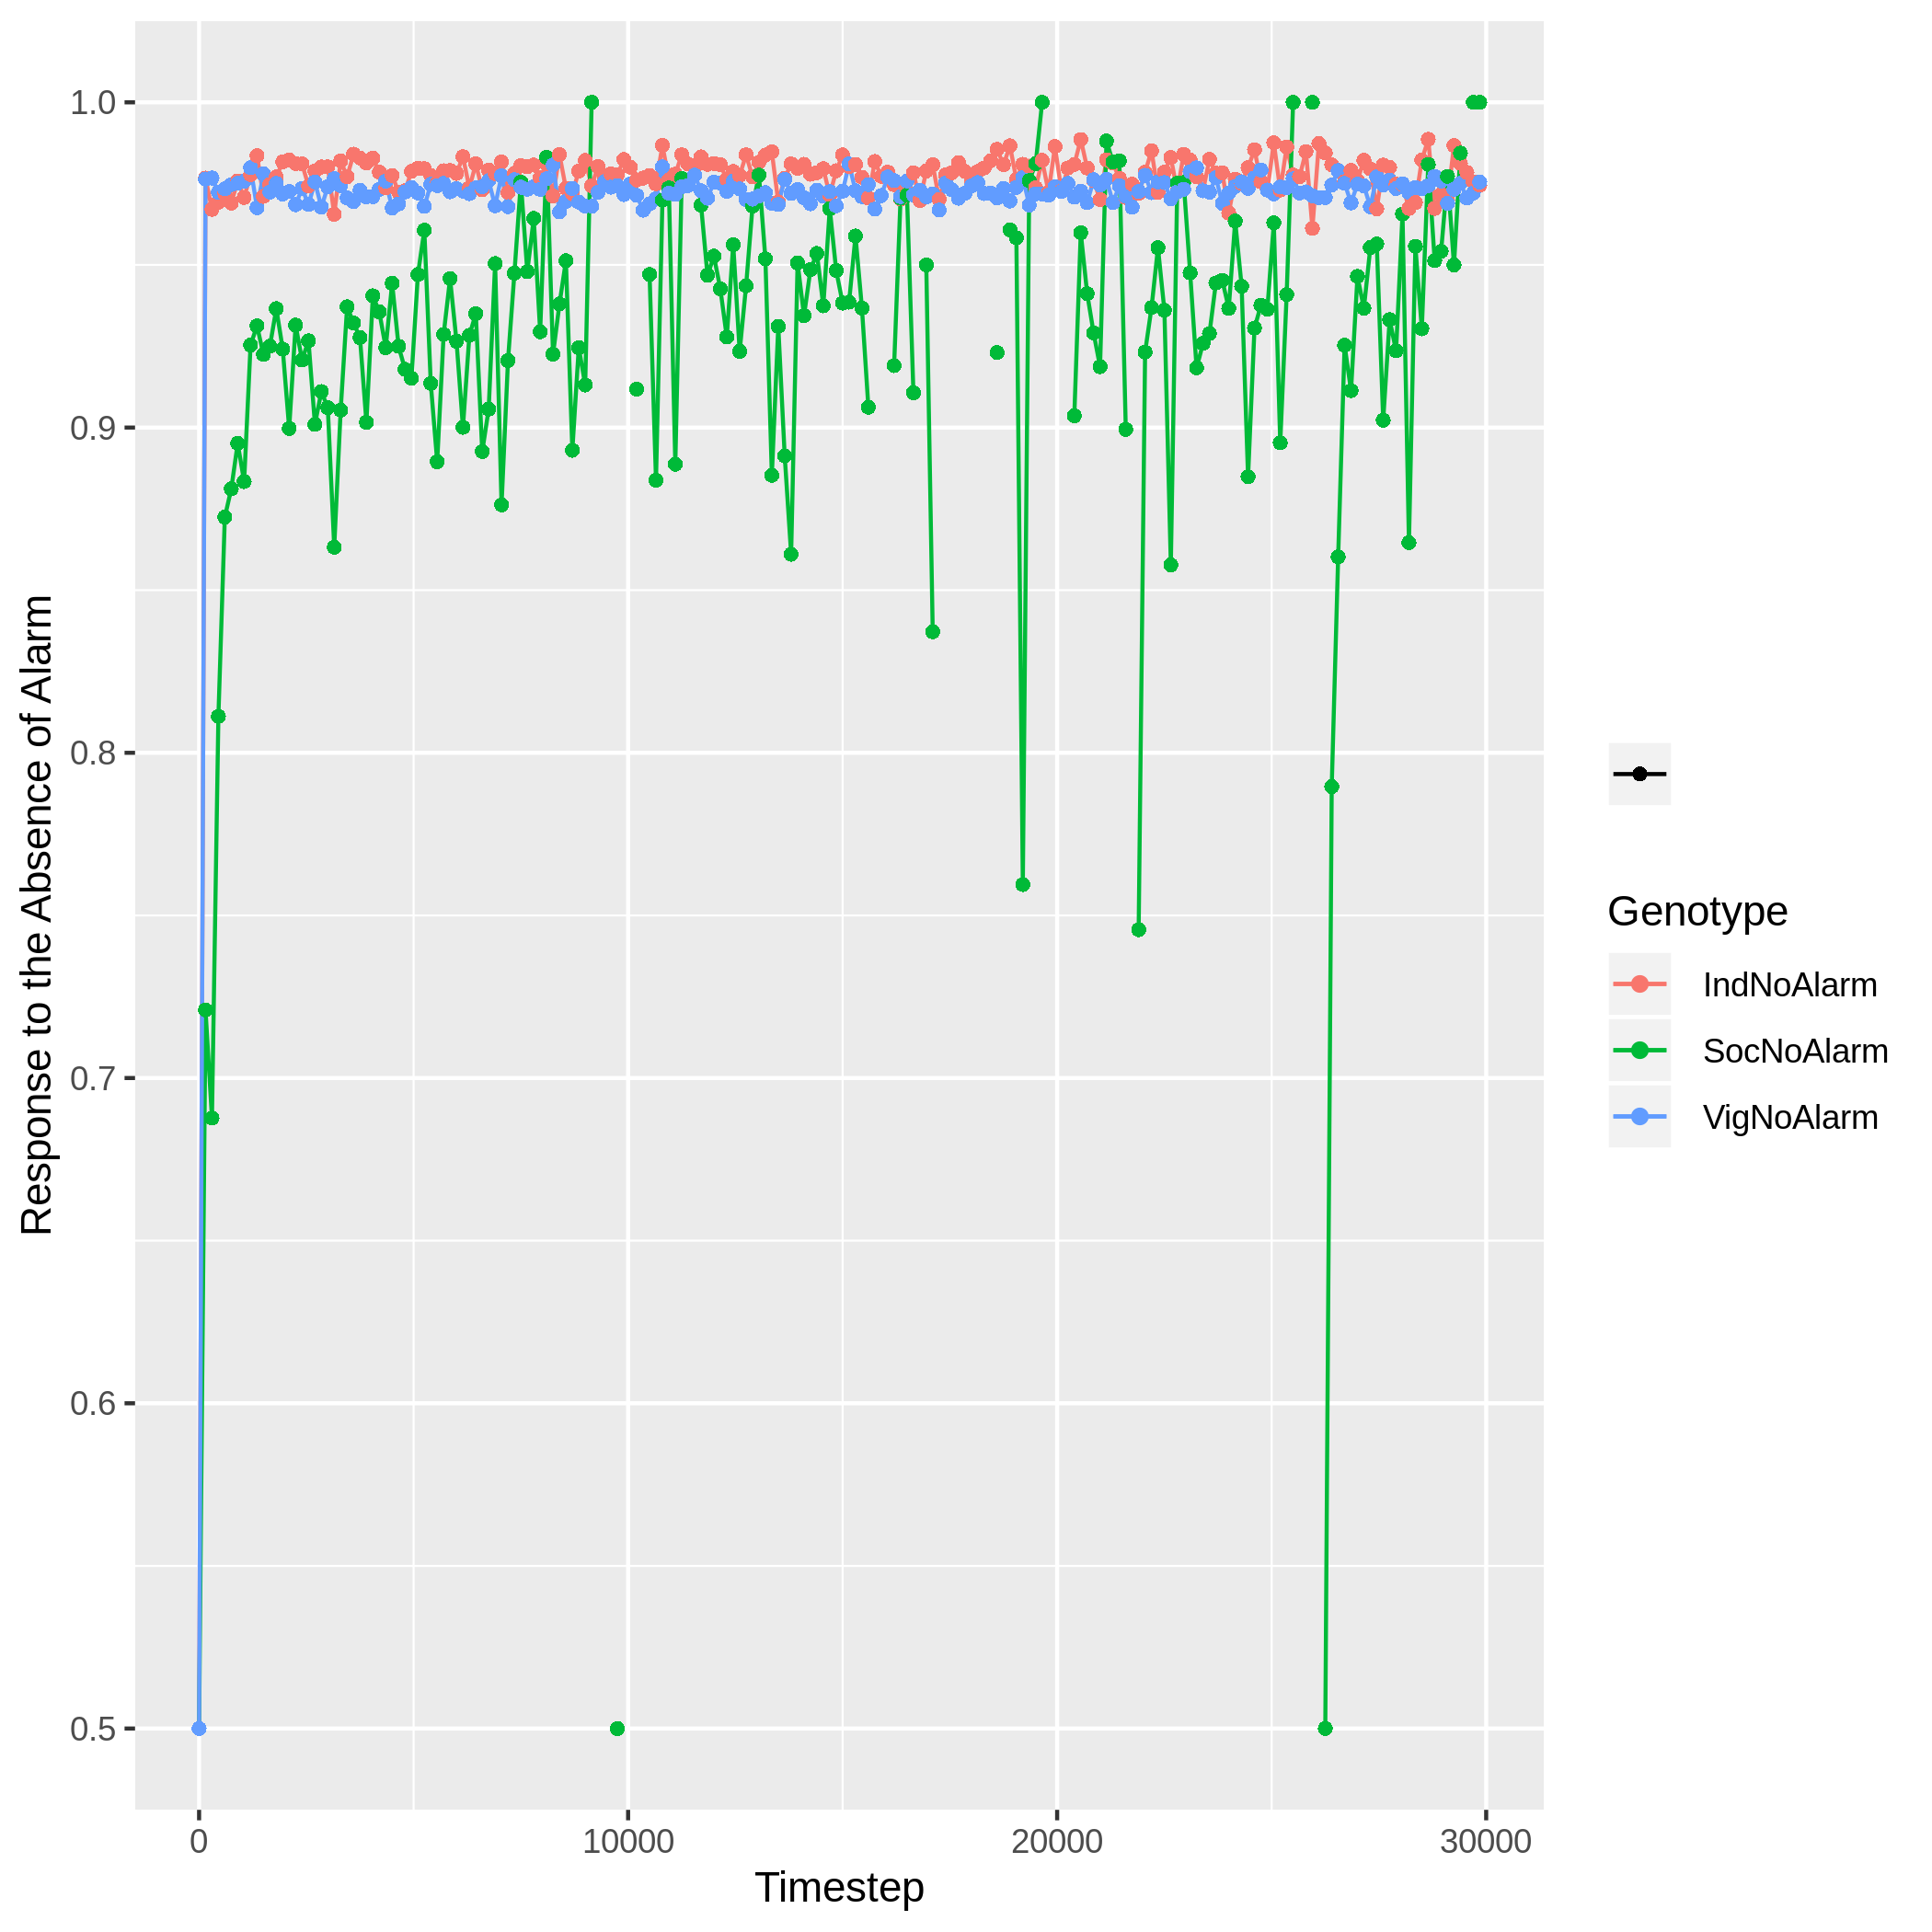 Response to the Absence of Alarm
1.0
0.9
0.8
0.7
0.6
0.5
0
10000
20000
30000
Timestep
Genotype
IndNoAlarm
SocNoAlarm
VigNoAlarm